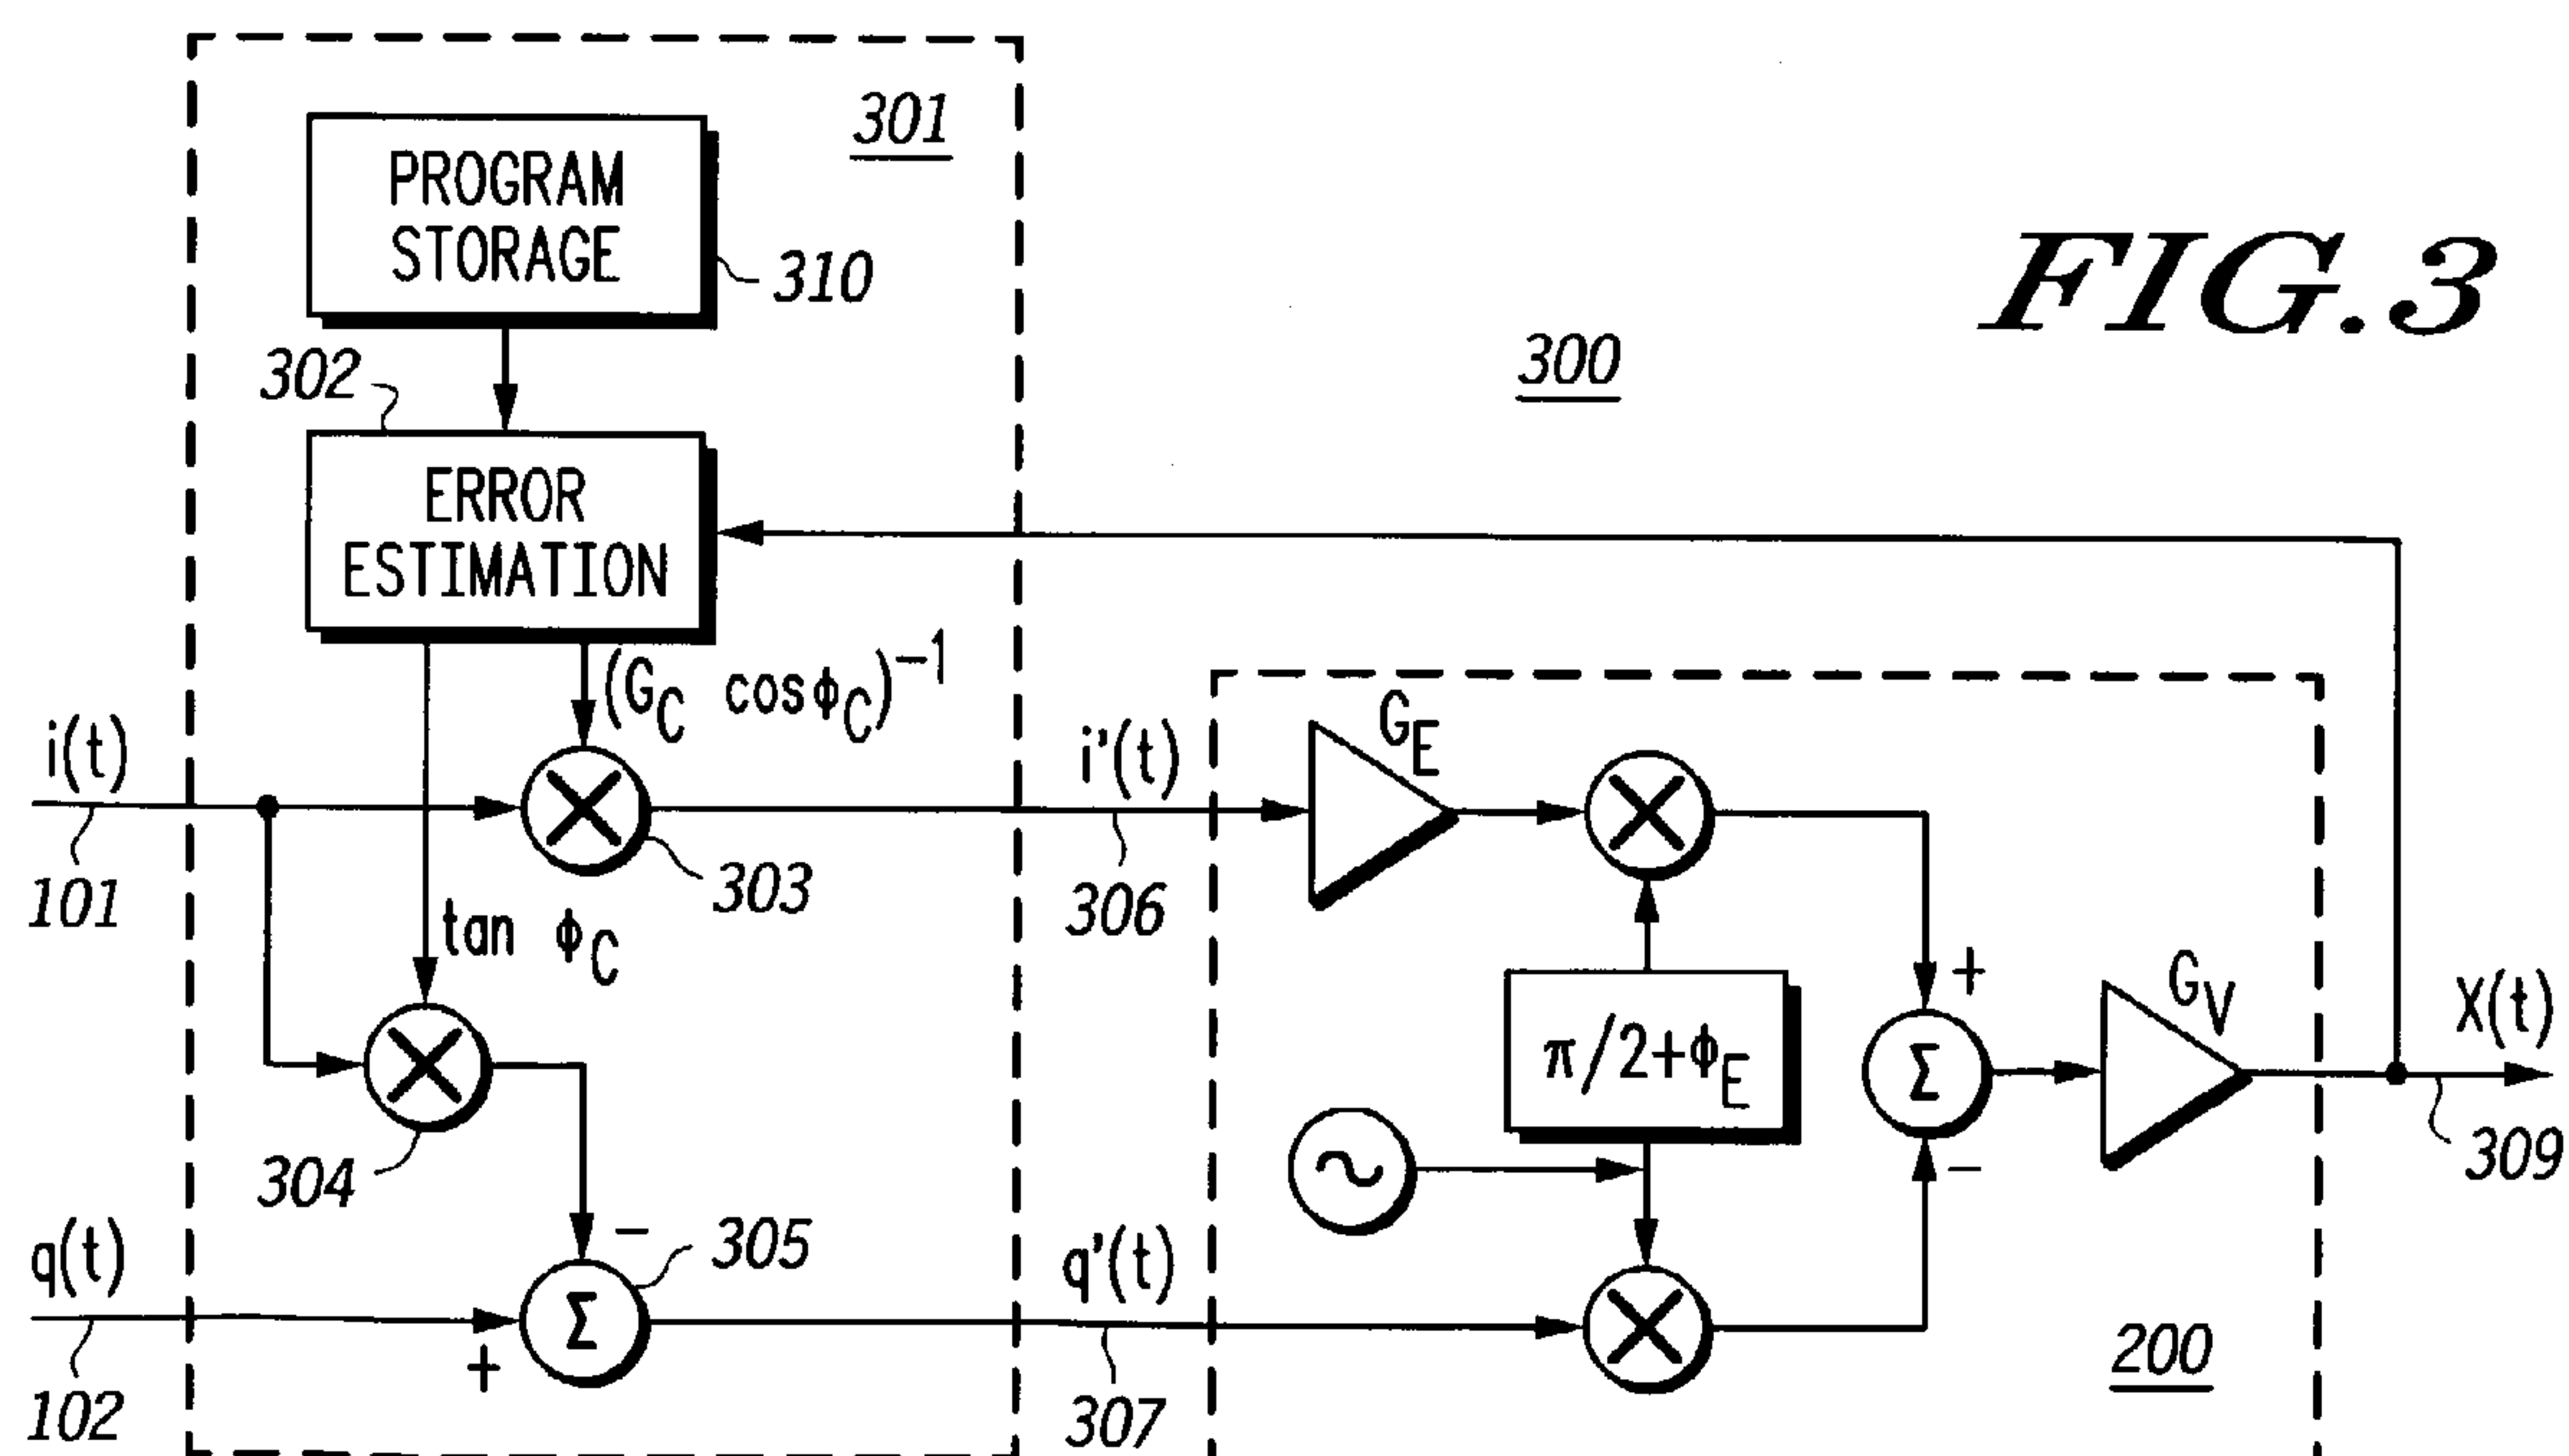 FIG.3
300
301
PROGRAM
STORAGE
310
302
ERROR
ESTIMATION
(G_C cosϕ_C)^-1
tan ϕ_C
i(t)
101
303
304
q(t)
102
+
-
305
Σ
i'(t)
306
q'(t)
307
G_E
π/2+ϕ_E
~
+
-
Σ
G_V
X(t)
309
200